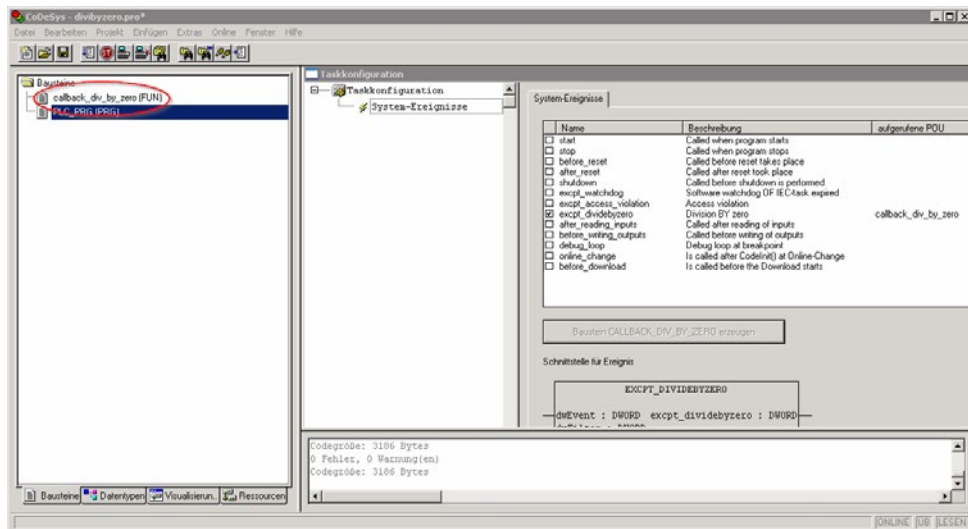 CoDeSys - divibyzero.pro*
Datei Bearbeiten Projekt Einfügen Extras Online Fenster Hilfe
Bausteine
callback_div_by_zero (FUN)
PLC_PRG (PRG)
Taskkonfiguration
Taskkonfiguration
System-Ereignisse
System-Ereignisse
Name Beschreibung aufgerufene POU
start Called when program starts
stop Called when program stops
before_reset Called before reset takes place
after_reset Called after reset took place
shutdown Called before shutdown is performed
excpt_watchdog Software watchdog OF IEC-task expired
excpt_access_violation Access violation
excpt_dividebyzero Division BY zero callback_div_by_zero
after_reading_inputs Called after reading of inputs
before_writing_outputs Called before writing of outputs
debug_loop Debug loop at breakpoint
online_change Is called after CodeInit() at Online-Change
before_download Is called before the Download starts
Baustein CALLBACK_DIV_BY_ZERO erzeugen
Schnittstelle für Ereignis
EXCPT_DIVIDEBYZERO
dwEvent : DWORD excpt_dividebyzero : DWORD
Codegröße: 3106 Bytes
0 Fehler, 0 Warnung(en)
Codegröße: 3106 Bytes
Bausteine Datentypen Visualisierun.. Ressourcen
ONLINE ÜB LESEN